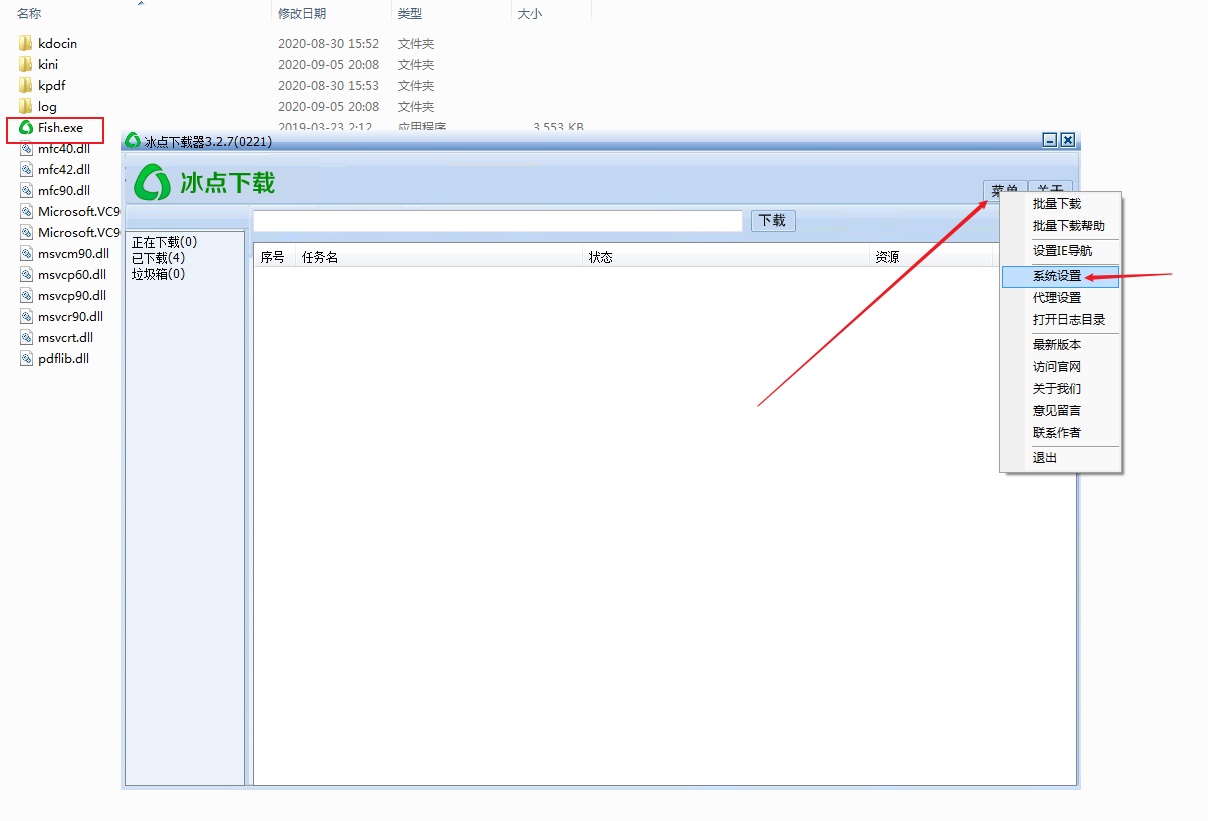 名称 修改日期 类型 大小
kdocin 2020-08-30 15:52 文件夹
kini 2020-09-05 20:08 文件夹
kpdf 2020-08-30 15:53 文件夹
log 2020-09-05 20:08 文件夹
Fish.exe 2019-03-23 2:12 应用程序 3,553 KB
mfc40.dll
mfc42.dll
mfc90.dll
Microsoft.VC9
Microsoft.VC9
msvcm90.dll
msvcp60.dll
msvcp90.dll
msvcr90.dll
msvcrt.dll
pdflib.dll
冰点下载器3.2.7(0221)
冰点下载
菜单 关于
下载
正在下载(0)
已下载(4)
垃圾箱(0)
序号 任务名 状态 资源
批量下载
批量下载帮助
设置IE导航
系统设置
代理设置
打开日志目录
最新版本
访问官网
关于我们
意见留言
联系作者
退出